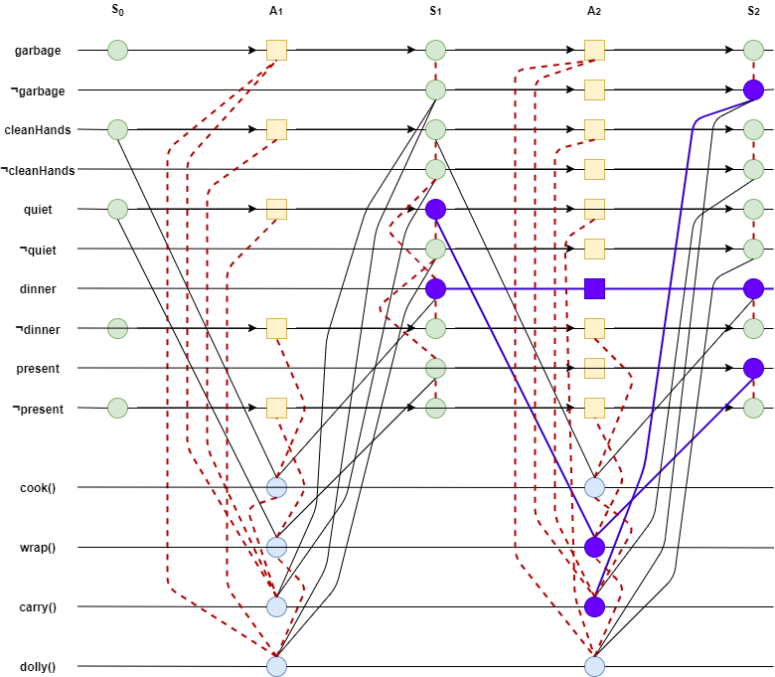 S₀ A₁ S₁ A₂ S₂
garbage
¬garbage
cleanHands
¬cleanHands
quiet
¬quiet
dinner
¬dinner
present
¬present
cook()
wrap()
carry()
dolly()